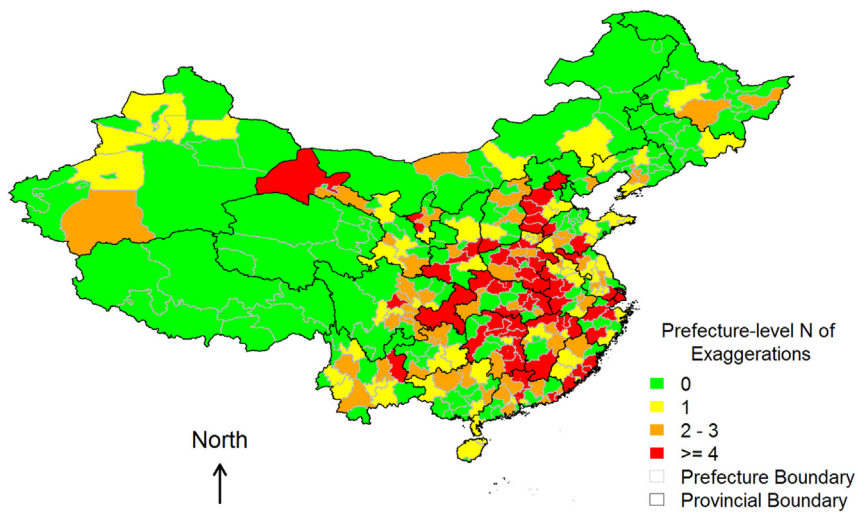 Prefecture-level N of
Exaggerations
0
1
2 - 3
>= 4
Prefecture Boundary
Provincial Boundary
North